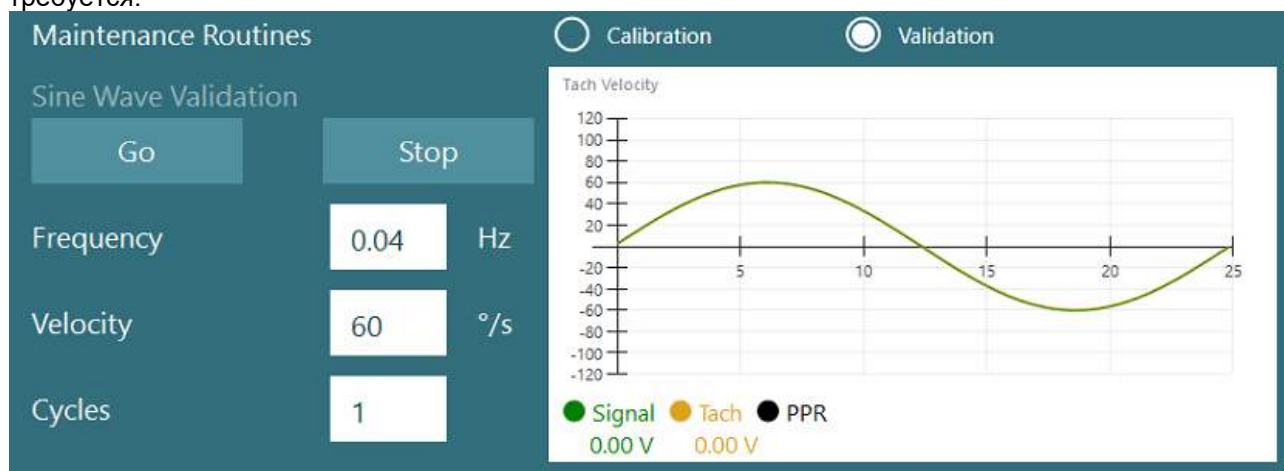 требуется.
Maintenance Routines
Calibration
Validation
Sine Wave Validation
Go
Stop
Frequency
0.04
Hz
Velocity
60
°/s
Cycles
1
Tach Velocity
120
100
80
60
40
20
-20
-40
-60
-80
-100
-120
5
10
15
20
25
Signal Tach PPR
0.00 V 0.00 V